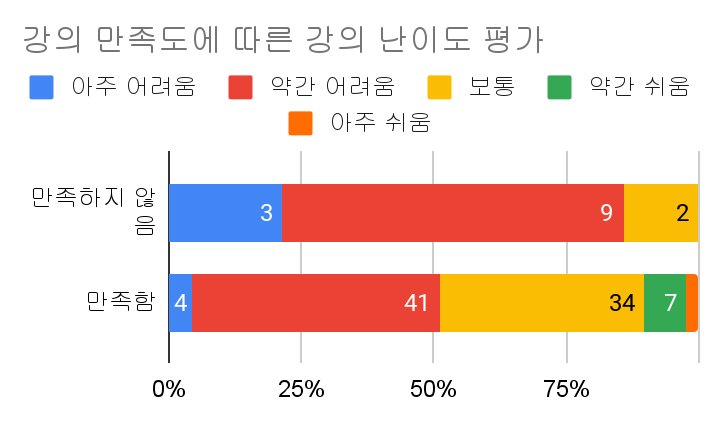 강의 만족도에 따른 강의 난이도 평가
아주 어려움 약간 어려움 보통 약간 쉬움
아주 쉬움
만족하지 않
음
3 9 2
만족함
4 41 34 7
0% 25% 50% 75%